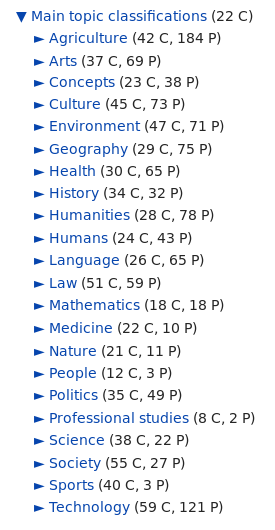 ▼ Main topic classifications (22 C)
► Agriculture (42 C, 184 P)
► Arts (37 C, 69 P)
► Concepts (23 C, 38 P)
► Culture (45 C, 73 P)
► Environment (47 C, 71 P)
► Geography (29 C, 75 P)
► Health (30 C, 65 P)
► History (34 C, 32 P)
► Humanities (28 C, 78 P)
► Humans (24 C, 43 P)
► Language (26 C, 65 P)
► Law (51 C, 59 P)
► Mathematics (18 C, 18 P)
► Medicine (22 C, 10 P)
► Nature (21 C, 11 P)
► People (12 C, 3 P)
► Politics (35 C, 49 P)
► Professional studies (8 C, 2 P)
► Science (38 C, 22 P)
► Society (55 C, 27 P)
► Sports (40 C, 3 P)
► Technology (59 C, 121 P)